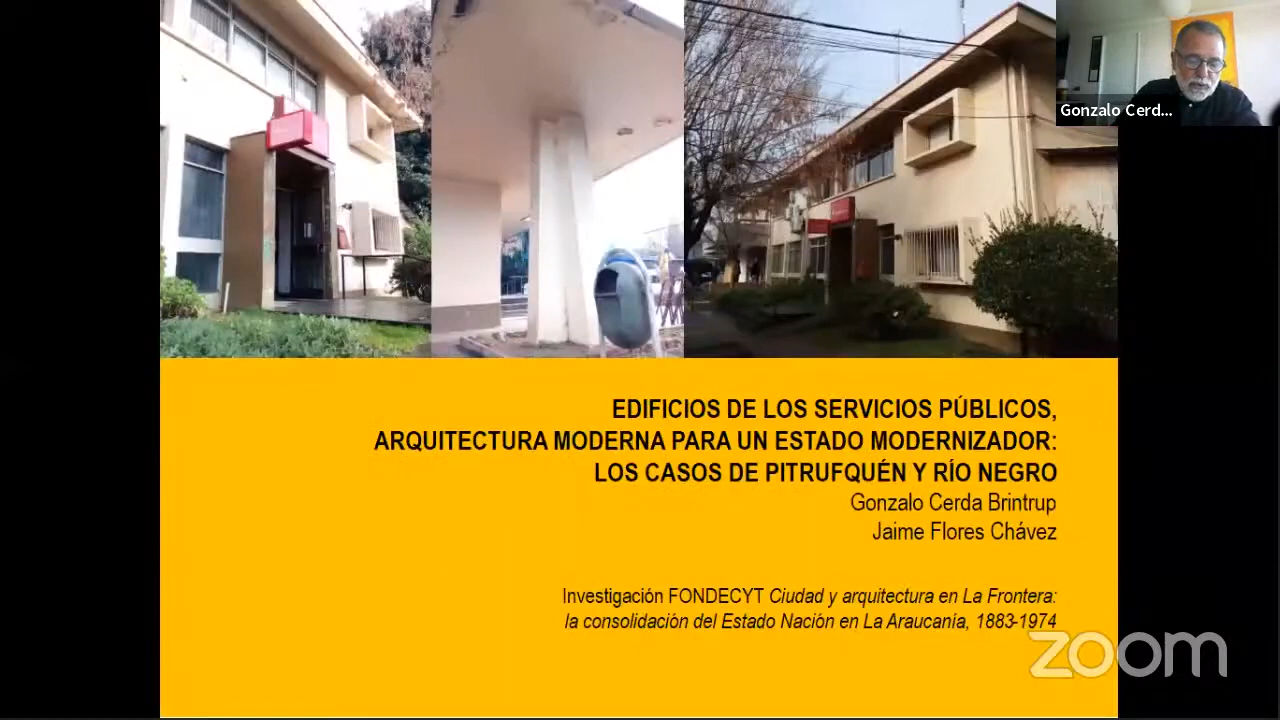 Gonzalo Cerd...
EDIFICIOS DE LOS SERVICIOS PÚBLICOS,
ARQUITECTURA MODERNA PARA UN ESTADO MODERNIZADOR:
LOS CASOS DE PITRUFQUÉN Y RÍO NEGRO
Gonzalo Cerda Brintrup
Jaime Flores Chávez
Investigación FONDECYT Ciudad y arquitectura en La Frontera:
la consolidación del Estado Nación en La Araucanía, 1883-1974
zoom